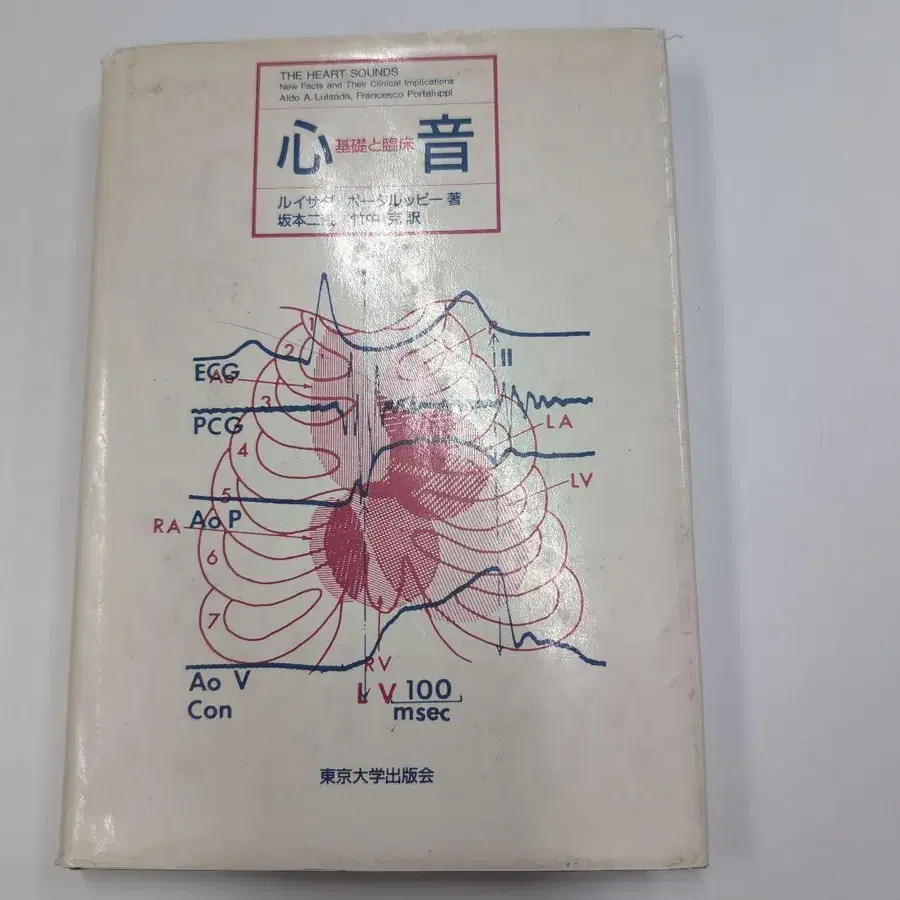 THE HEART SOUNDS
New Facts and Their Clinical Implications
Aldo A. Luisada, Francesco Portaluppi
心 基礎と臨床 音
ルイサダ ポータルッピー 著
坂本二 竹中 克 訳
1
2
ECG
Ao
II
3
PCG
LA
4
LV
5
Ao P
RA
6
7
RV
Ao V
L V 100
Con
msec
東京大学出版会